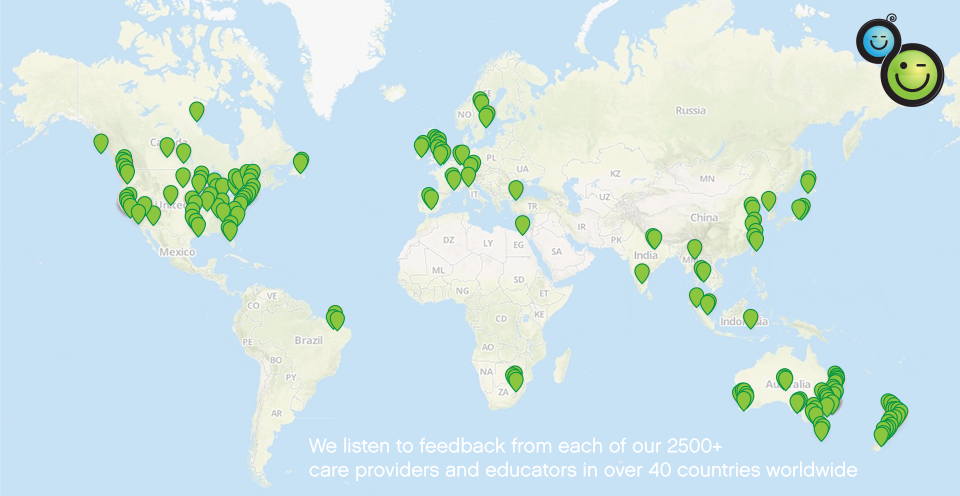 SE
NO
Russia
Canada
PL
UA
KZ
MN
United
IT
TR
UZ
China
IR
PK
DZ
LY
EG
SA
India
Mexico
ML
NG
SD
ET
VE
CO
CD
KE
Indonesia
PE
Brazil
BO
AO
PY
NA
ZA
Australia
AR
We listen to feedback from each of our 2500+
care providers and educators in over 40 countries worldwide